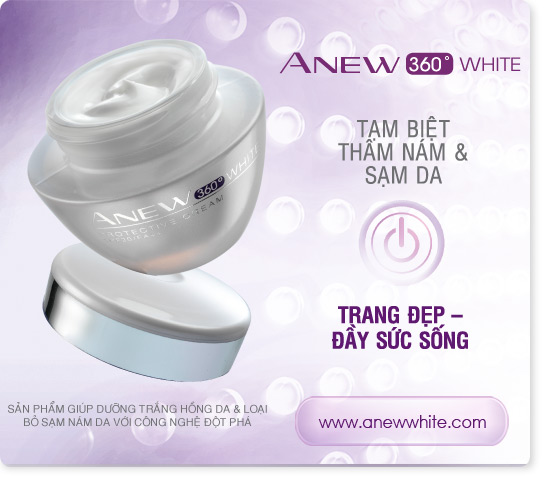 ANEW 360° WHITE
TẠM BIỆT
THÂM NÁM &
SẠM DA
ANEW 360° WHITE
PROTECTIVE CREAM
TRANG ĐẸP –
ĐẦY SỨC SỐNG
SẢN PHẨM GIÚP DƯỠNG TRẮNG HỒNG DA & LOẠI
BỎ SẠM NÁM DA VỚI CÔNG NGHỆ ĐỘT PHÁ
www.anewwhite.com